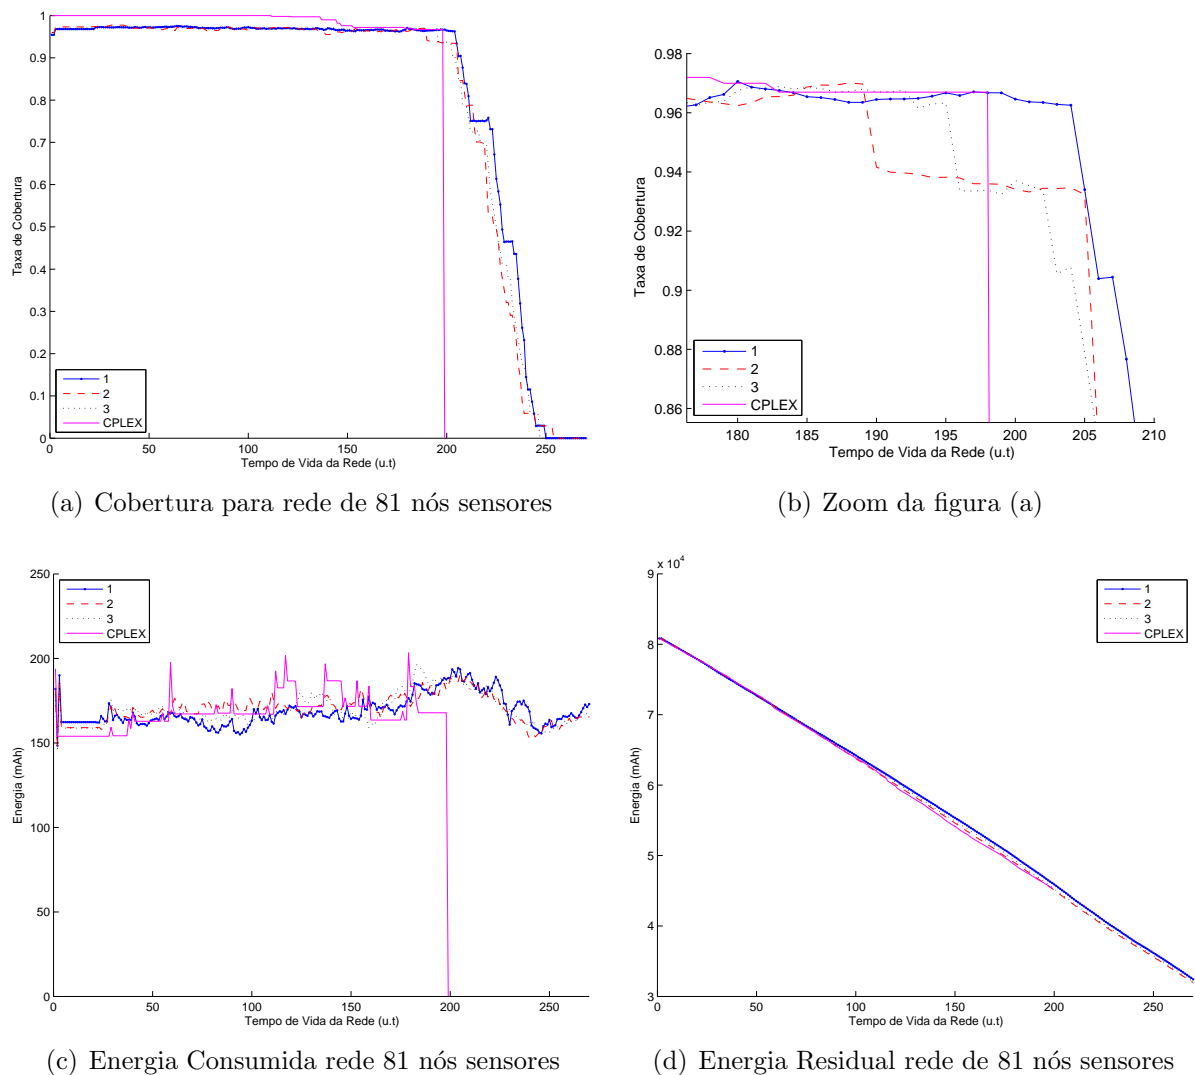 1
0.9
0.8
0.7
0.6
0.5
0.4
0.3
0.2
0.1
0
Taxa de Cobertura
1
2
3
CPLEX
0 50 100 150 200 250
Tempo de Vida da Rede (u.t)
(a) Cobertura para rede de 81 nós sensores
0.98
0.96
0.94
0.92
0.9
0.88
0.86
Taxa de Cobertura
1
2
3
CPLEX
180 185 190 195 200 205 210
Tempo de Vida da Rede (u.t)
(b) Zoom da figura (a)
250
200
150
100
50
0
Energia (mAh)
1
2
3
CPLEX
0 50 100 150 200 250
Tempo de Vida da Rede (u.t)
(c) Energia Consumida rede 81 nós sensores
x 10⁴
9
8
7
6
5
4
3
Energia (mAh)
1
2
3
CPLEX
0 50 100 150 200 250
Tempo de Vida da Rede (u.t)
(d) Energia Residual rede de 81 nós sensores